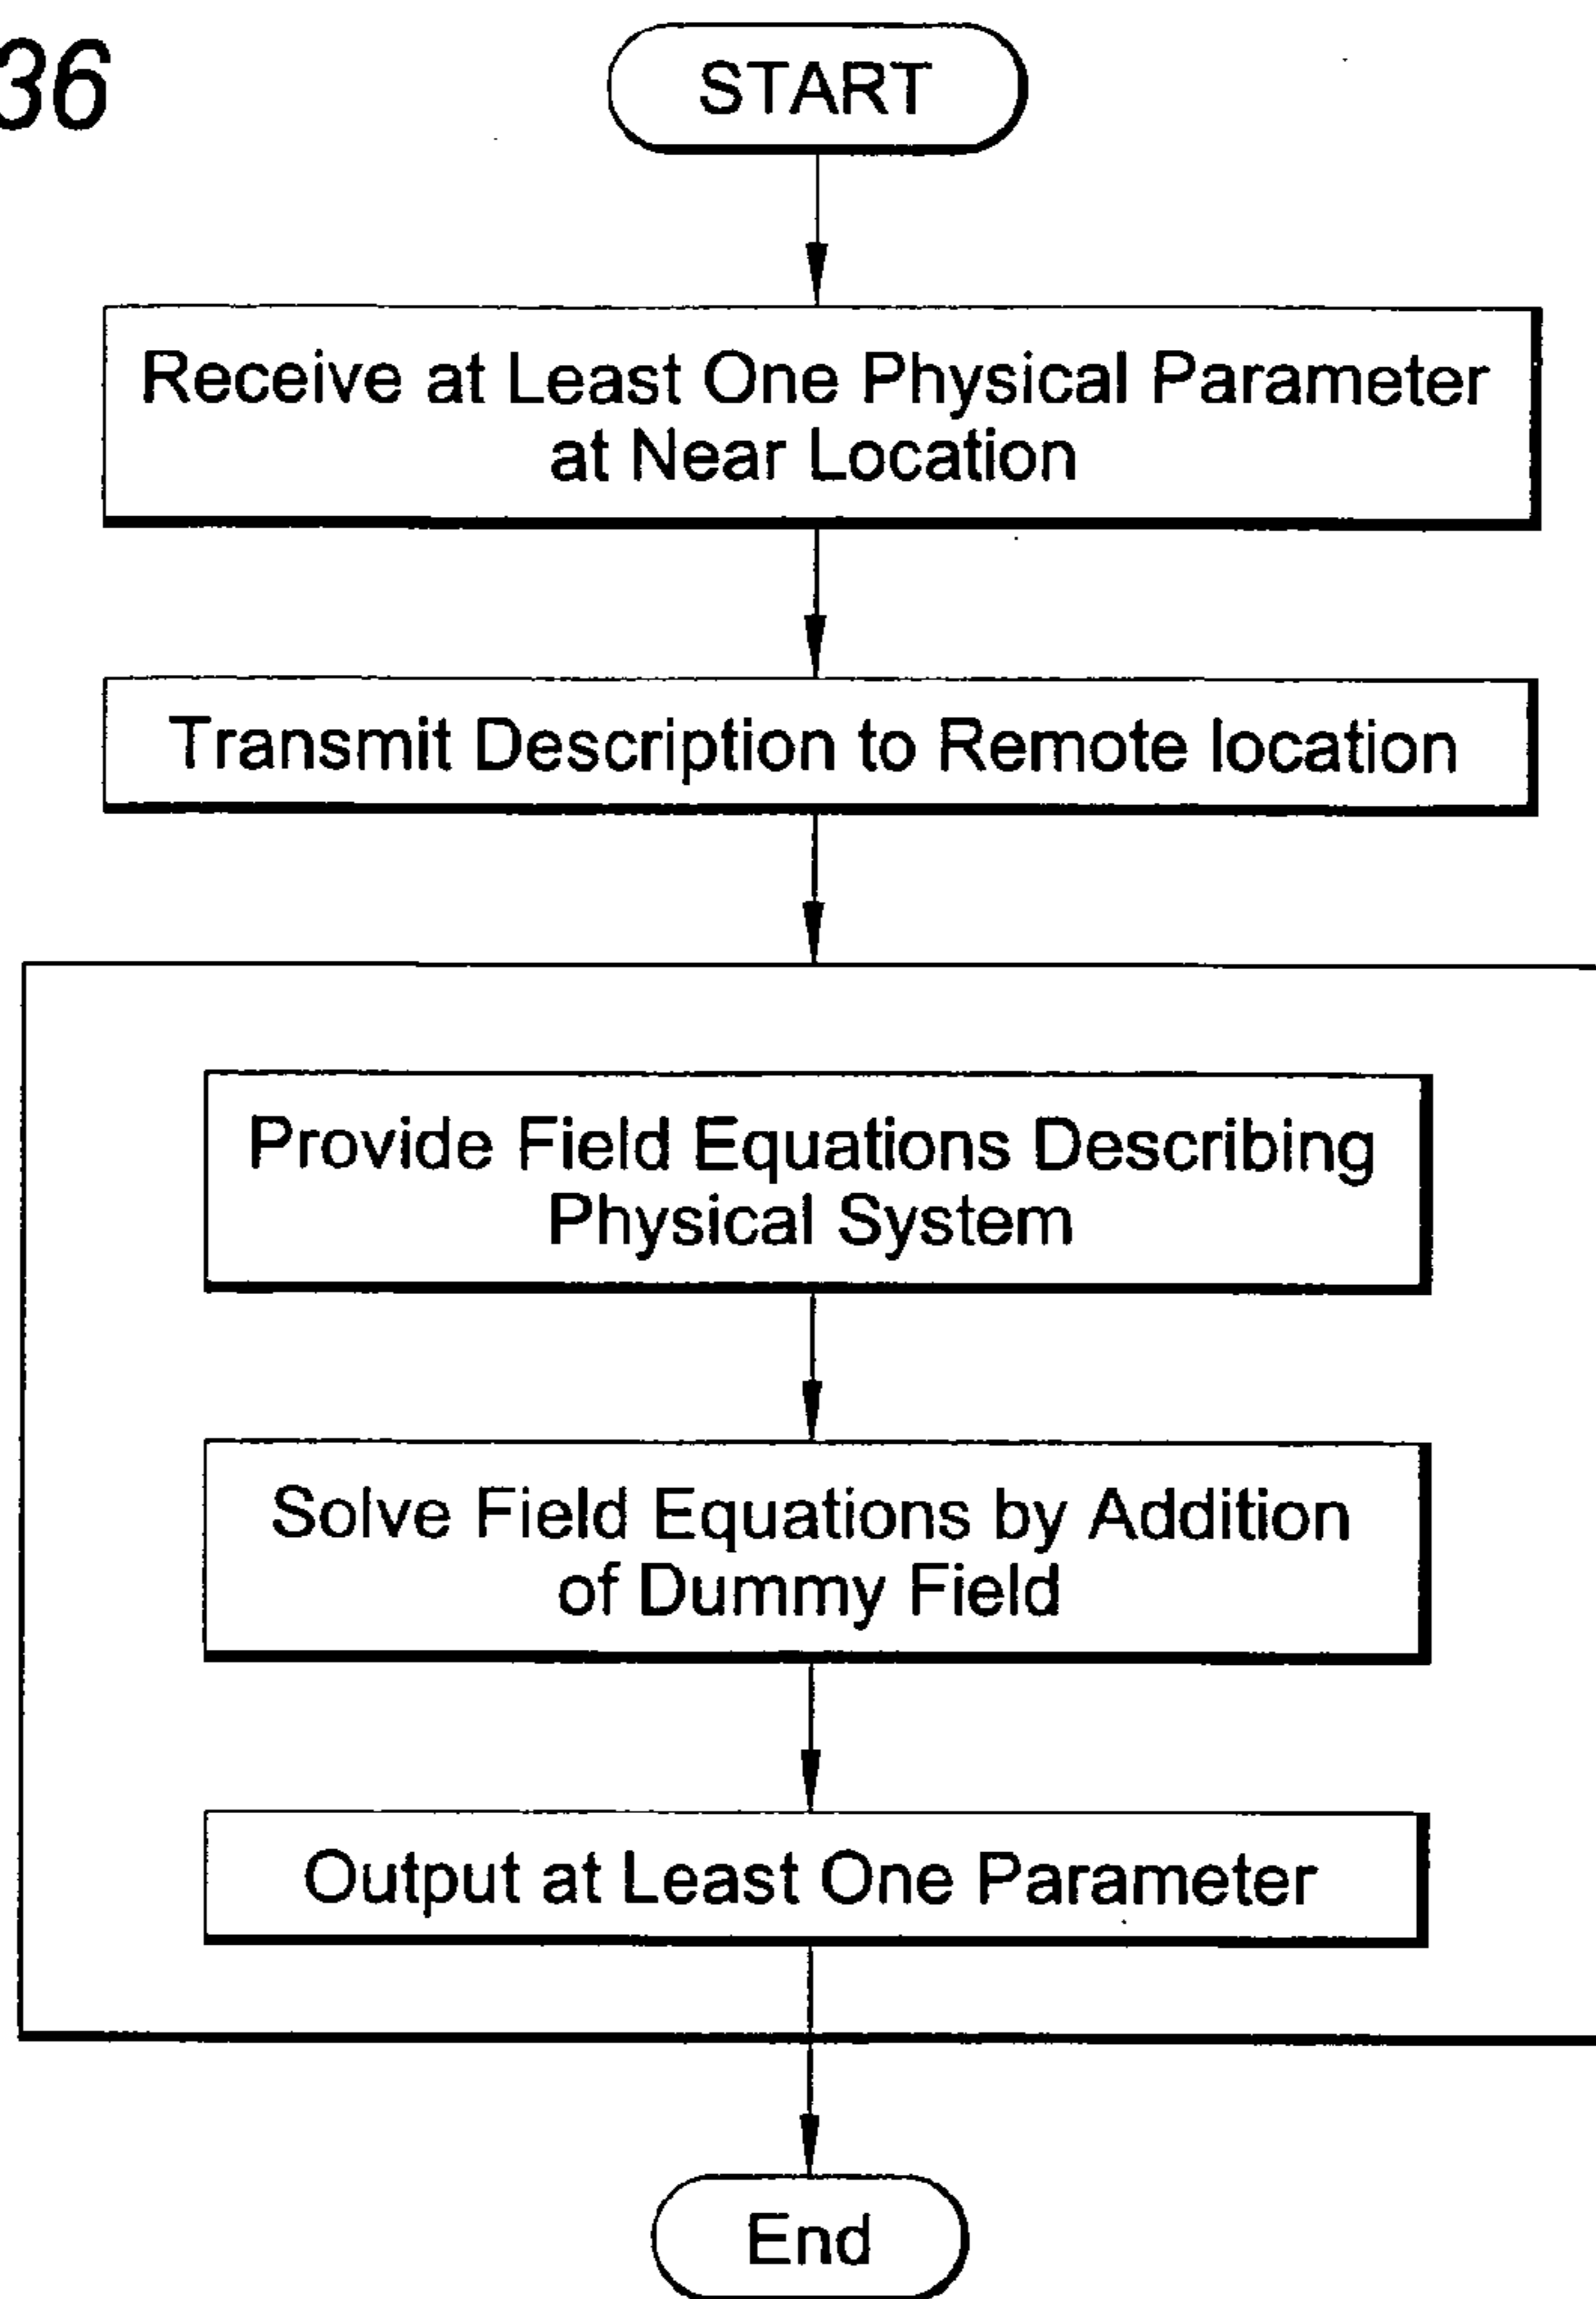 36
START
Receive at Least One Physical Parameter
at Near Location
Transmit Description to Remote location
Provide Field Equations Describing
Physical System
Solve Field Equations by Addition
of Dummy Field
Output at Least One Parameter
End